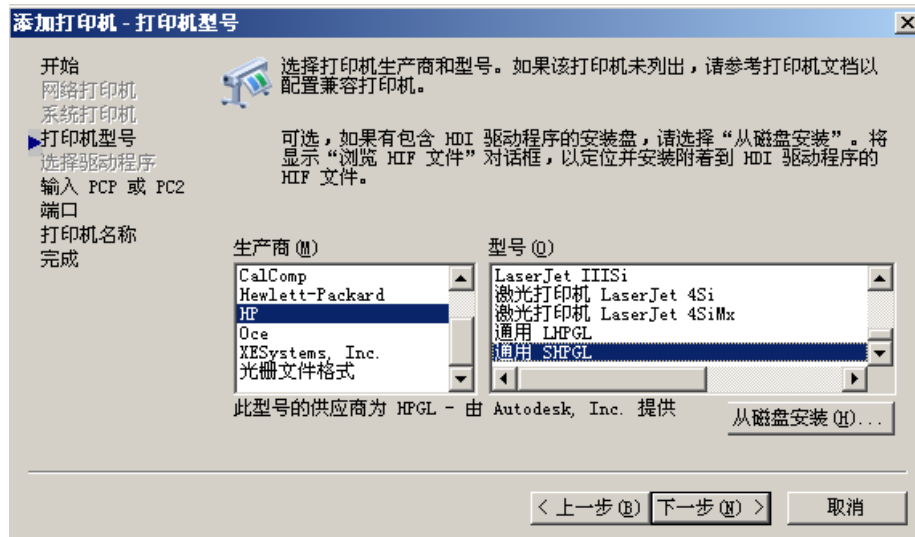 添加打印机 - 打印机型号
开始
网络打印机
系统打印机
打印机型号
选择驱动程序
输入 PCP 或 PC2
端口
打印机名称
完成
选择打印机生产商和型号。如果该打印机未列出，请参考打印机文档以
配置兼容打印机。
可选，如果有包含 HDI 驱动程序的安装盘，请选择“从磁盘安装”。将
显示“浏览 HIF 文件”对话框，以定位并安装附着到 HDI 驱动程序的
HIF 文件。
生产商(M)
CalComp
Hewlett-Packard
HP
Oce
XESystems, Inc.
光栅文件格式
型号(O)
LaserJet IIISi
激光打印机 LaserJet 4Si
激光打印机 LaserJet 4SiMx
通用 LHPGL
通用 SHPGL
此型号的供应商为 HPGL - 由 Autodesk, Inc. 提供
从磁盘安装(H)...
< 上一步(B)
下一步(N) >
取消